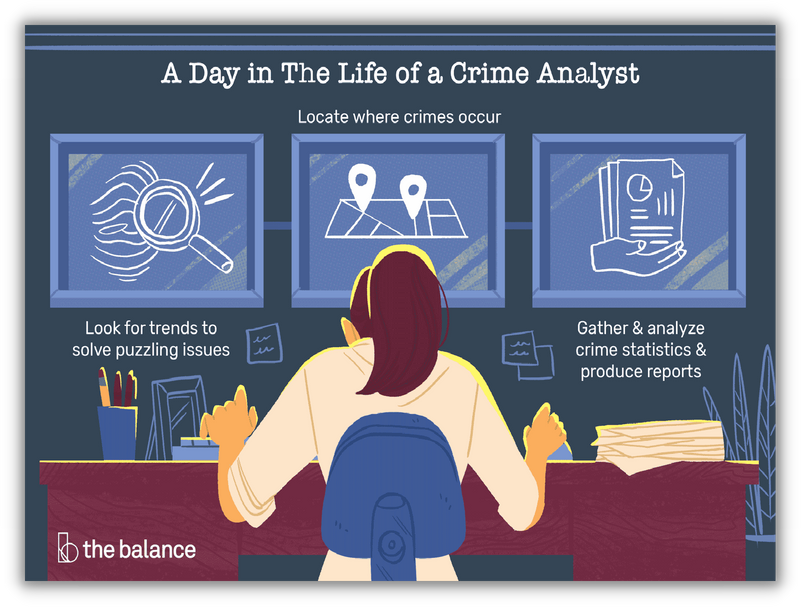 A Day in The Life of a Crime Analyst
Locate where crimes occur
Look for trends to
solve puzzling issues
Gather & analyze
crime statistics &
produce reports
the balance